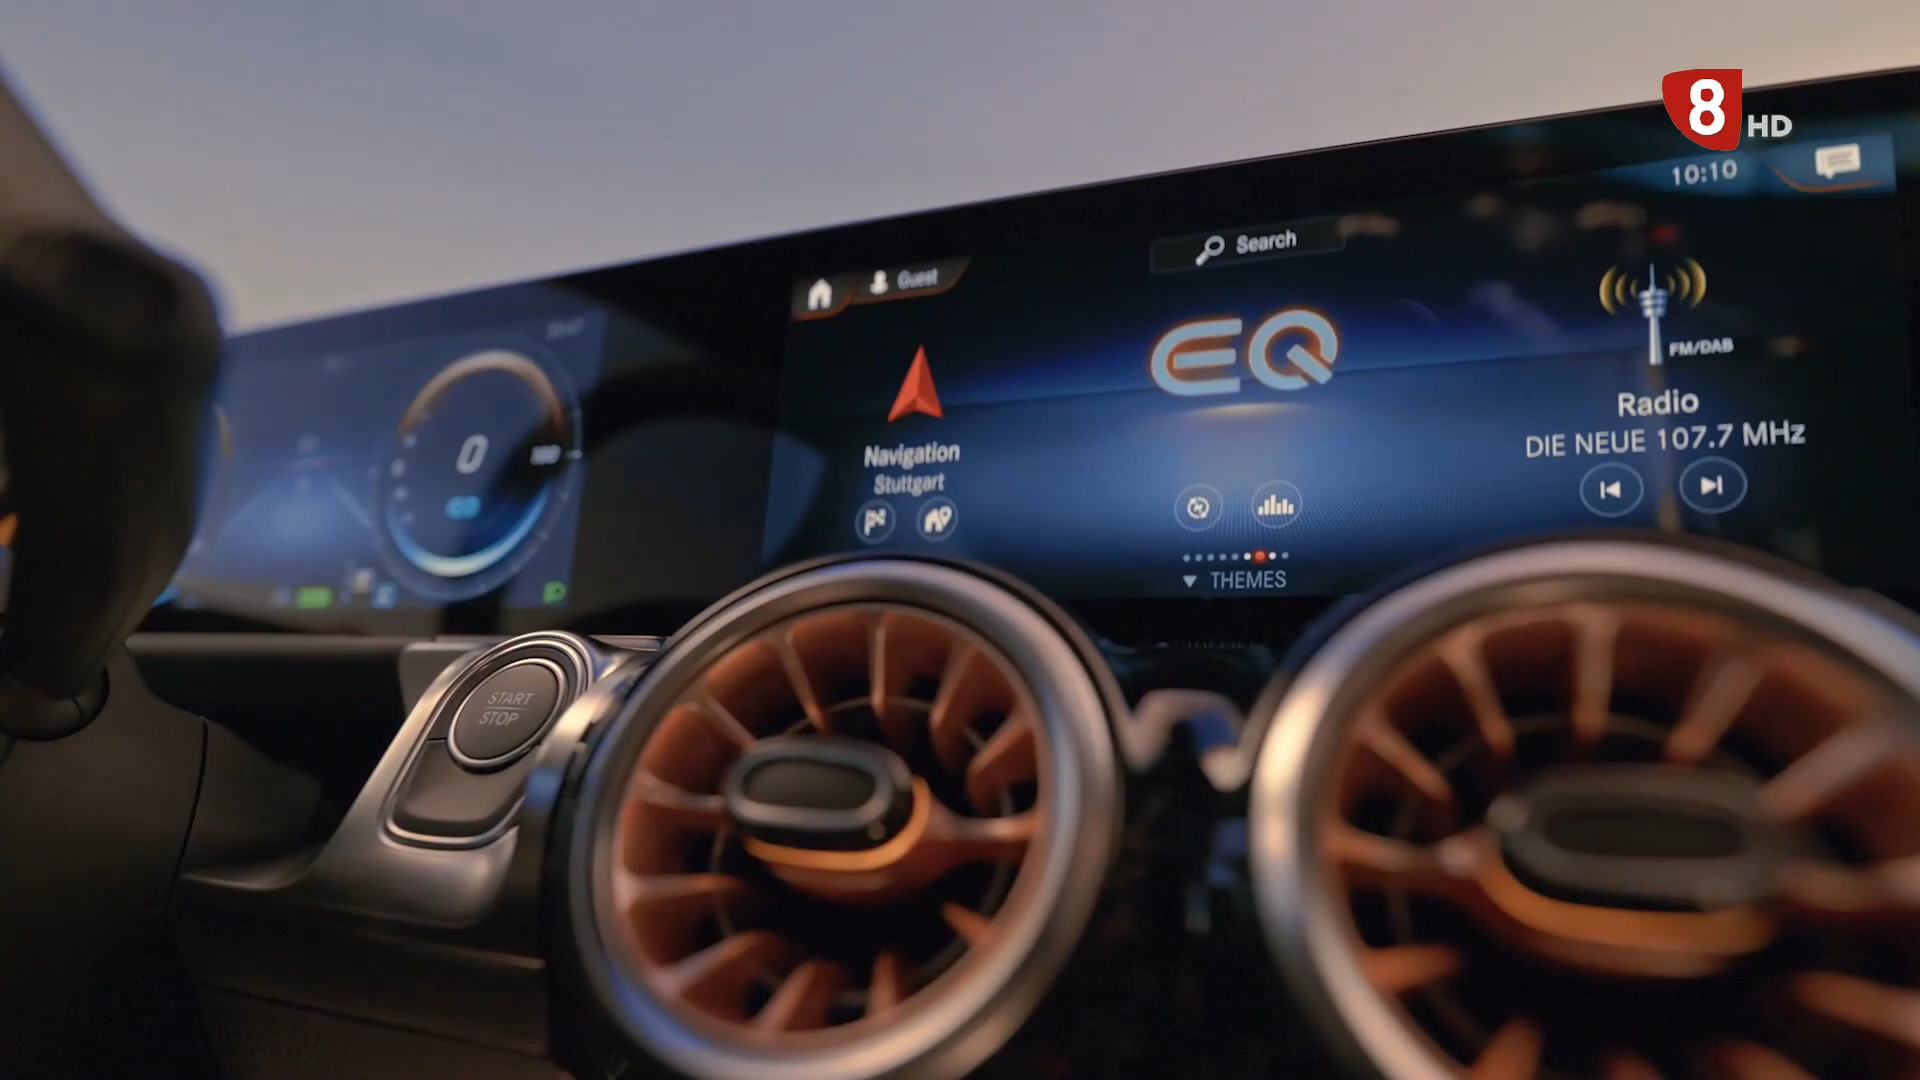 8 HD
10:10
Search
Guest
EQ
FM/DAB
Navigation
Stuttgart
Radio
DIE NEUE 107.7 MHz
THEMES
0
START
STOP